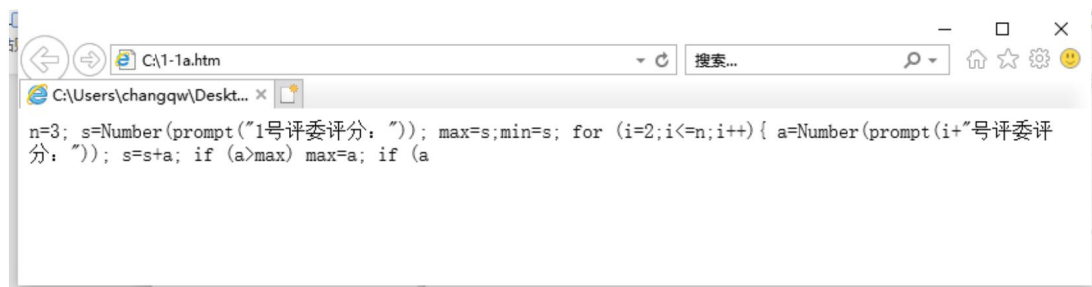 C:\1-1a.htm
搜索...
C:\Users\changqw\Deskt...
n=3; s=Number(prompt("1号评委评分: ")); max=s;min=s; for (i=2;i<=n;i++){ a=Number(prompt(i+"号评委评
分: ")); s=s+a; if (a>max) max=a; if (a